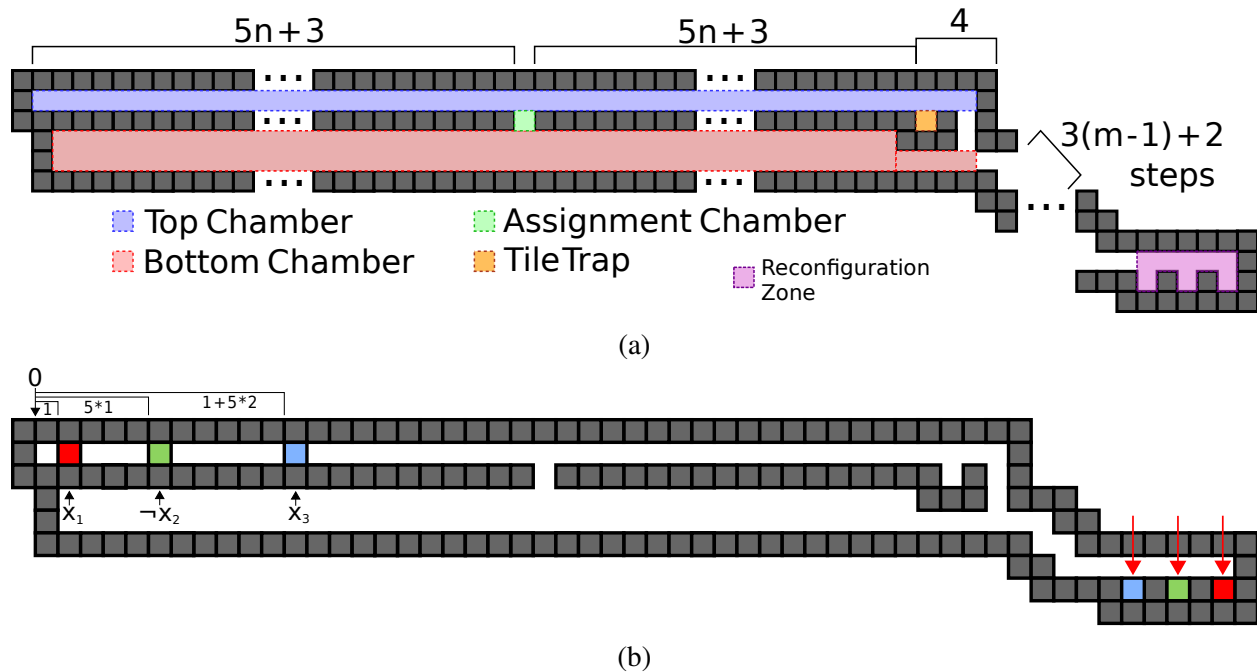 5n+3 5n+3 4
... ...
... ...
3(m-1)+2
steps
... ... ...
Top Chamber Assignment Chamber
Bottom Chamber Tile Trap Reconfiguration
Zone
(a)
0
1 5*1 1+5*2
x₁ ¬x₂ x₃
(b)